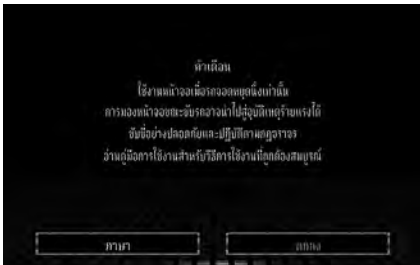 คำเตือน
ใช้งานหน้าจอเมื่อรถจอดหยุดนิ่งเท่านั้น
การมองหน้าจอขณะขับรถอาจนำไปสู่อุบัติเหตุร้ายแรงได้
ขับขี่อย่างปลอดภัยและปฏิบัติตามกฎจราจร
อ่านคู่มือการใช้งานสำหรับวิธีการใช้งานที่ถูกต้องสมบูรณ์
ภาษา
ตกลง